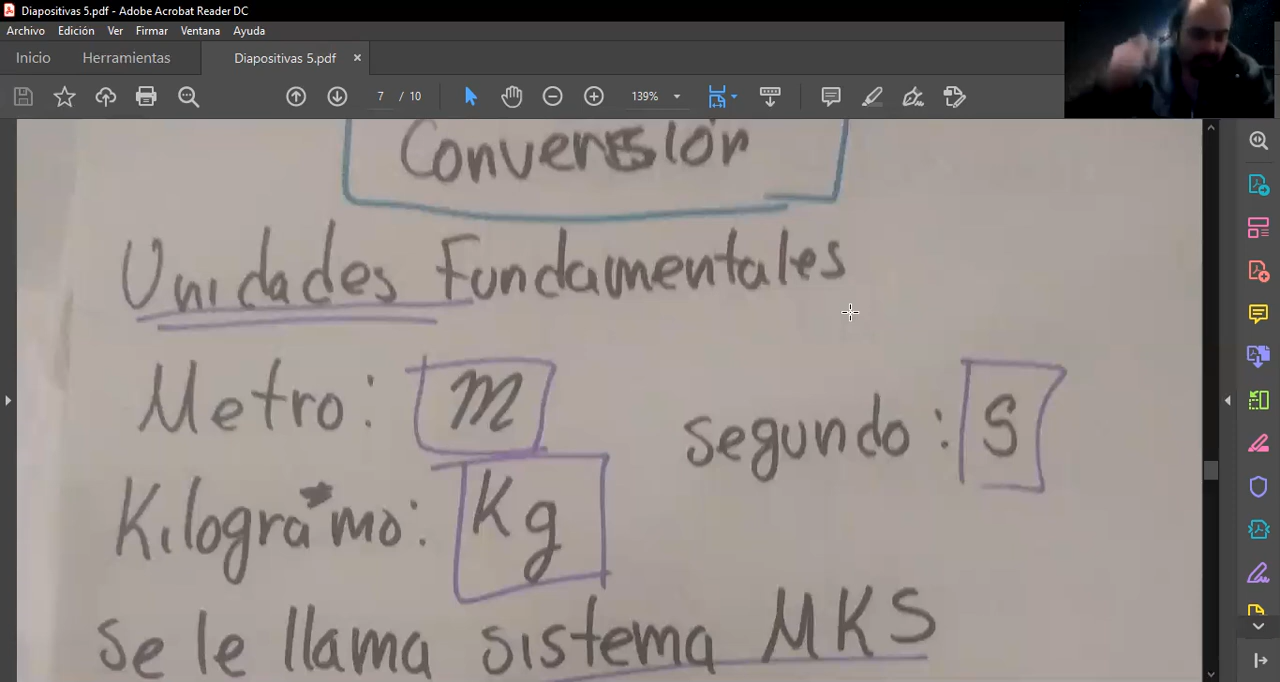 Diapositivas 5.pdf - Adobe Acrobat Reader DC
Archivo Edición Ver Firmar Ventana Ayuda
Inicio Herramientas Diapositivas 5.pdf ×
7 / 10 139%
Conversión
Unidades Fundamentales
Metro: m
segundo: s
Kilogramo: Kg
se le llama sistema MKS